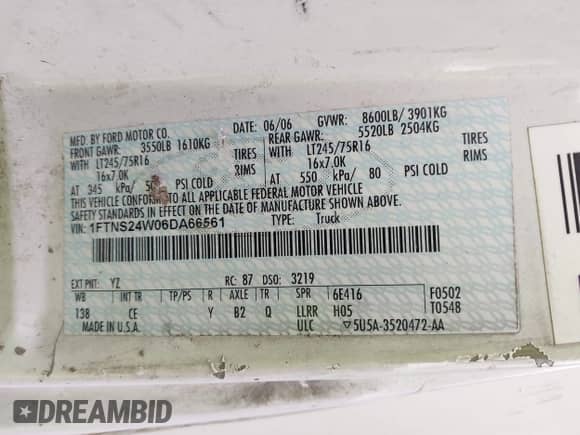 MFD. BY FORD MOTOR CO.
DATE: 06/06 GVWR: 8600LB/ 3901KG
FRONT GAWR: 3550LB 1610KG REAR GAWR: 5520LB 2504KG
WITH LT245/75R16 TIRES WITH LT245/75R16 TIRES
16x7.0K RIMS 16x7.0K RIMS
AT 345 kPa/ 50 PSI COLD AT 550 kPa/ 80 PSI COLD
THIS VEHICLE CONFORMS TO ALL APPLICABLE FEDERAL MOTOR VEHICLE
SAFETY STANDARDS IN EFFECT ON THE DATE OF MANUFACTURE SHOWN ABOVE.
VIN: 1FTNS24W06DA66561 TYPE: Truck
EXT PNT: YZ RC: 87 DSO: 3219
WB INT TR TP/PS R AXLE TR SPR 6E416 F0502
138 CE Y B2 Q LLRR H05 T0548
MADE IN U.S.A. ULC ▽5U5A-3520472-AA
DREAMBID